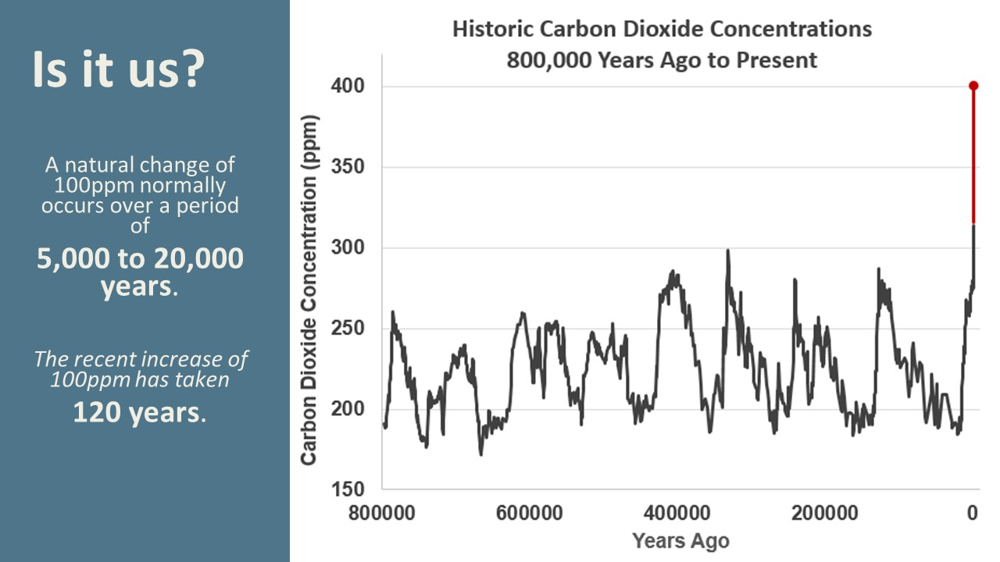 Is it us?
A natural change of
100ppm normally
occurs over a period
of
5,000 to 20,000
years.
The recent increase of
100ppm has taken
120 years.
Historic Carbon Dioxide Concentrations
800,000 Years Ago to Present
Carbon Dioxide Concentration (ppm)
400
350
300
250
200
150
800000 600000 400000 200000 0
Years Ago